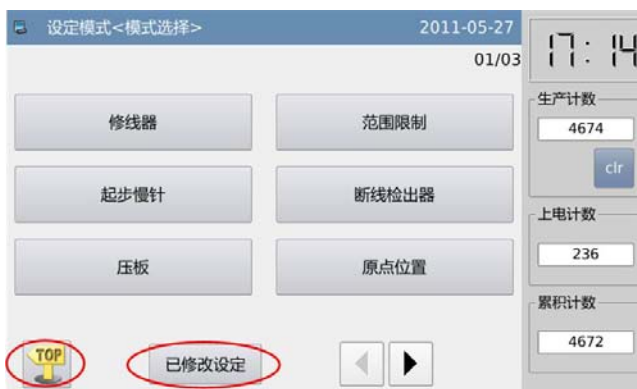 设定模式<模式选择>
2011-05-27
17:14
01/03
修线器
范围限制
起步慢针
断线检出器
压板
原点位置
TOP
已修改设定
生产计数
4674
clr
上电计数
236
累积计数
4672